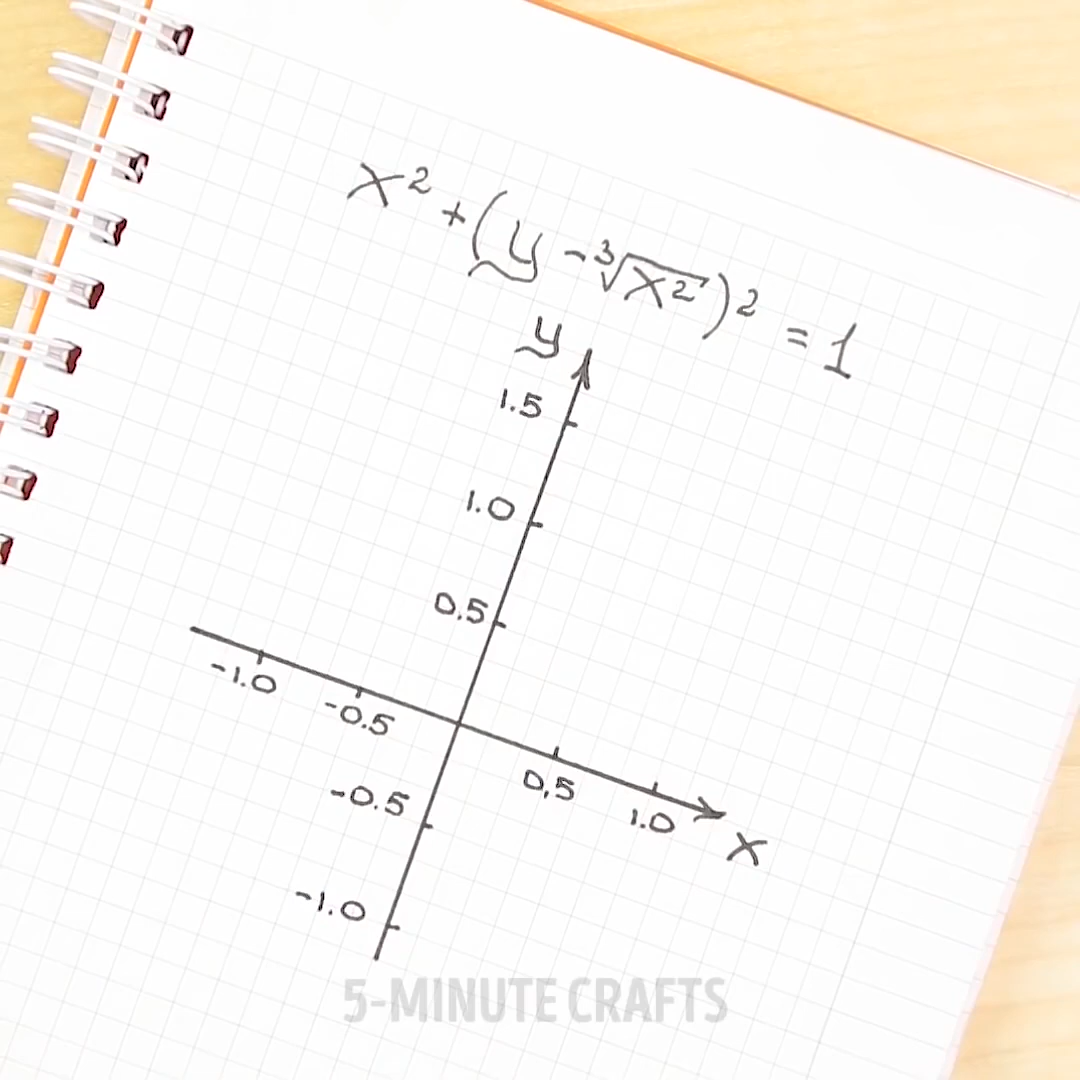 x² + (y - ³√x²)² = 1
y
1.5
1.0
0.5
-1.0
-0.5
0,5
1.0
x
-0.5
-1.0
5-MINUTE CRAFTS